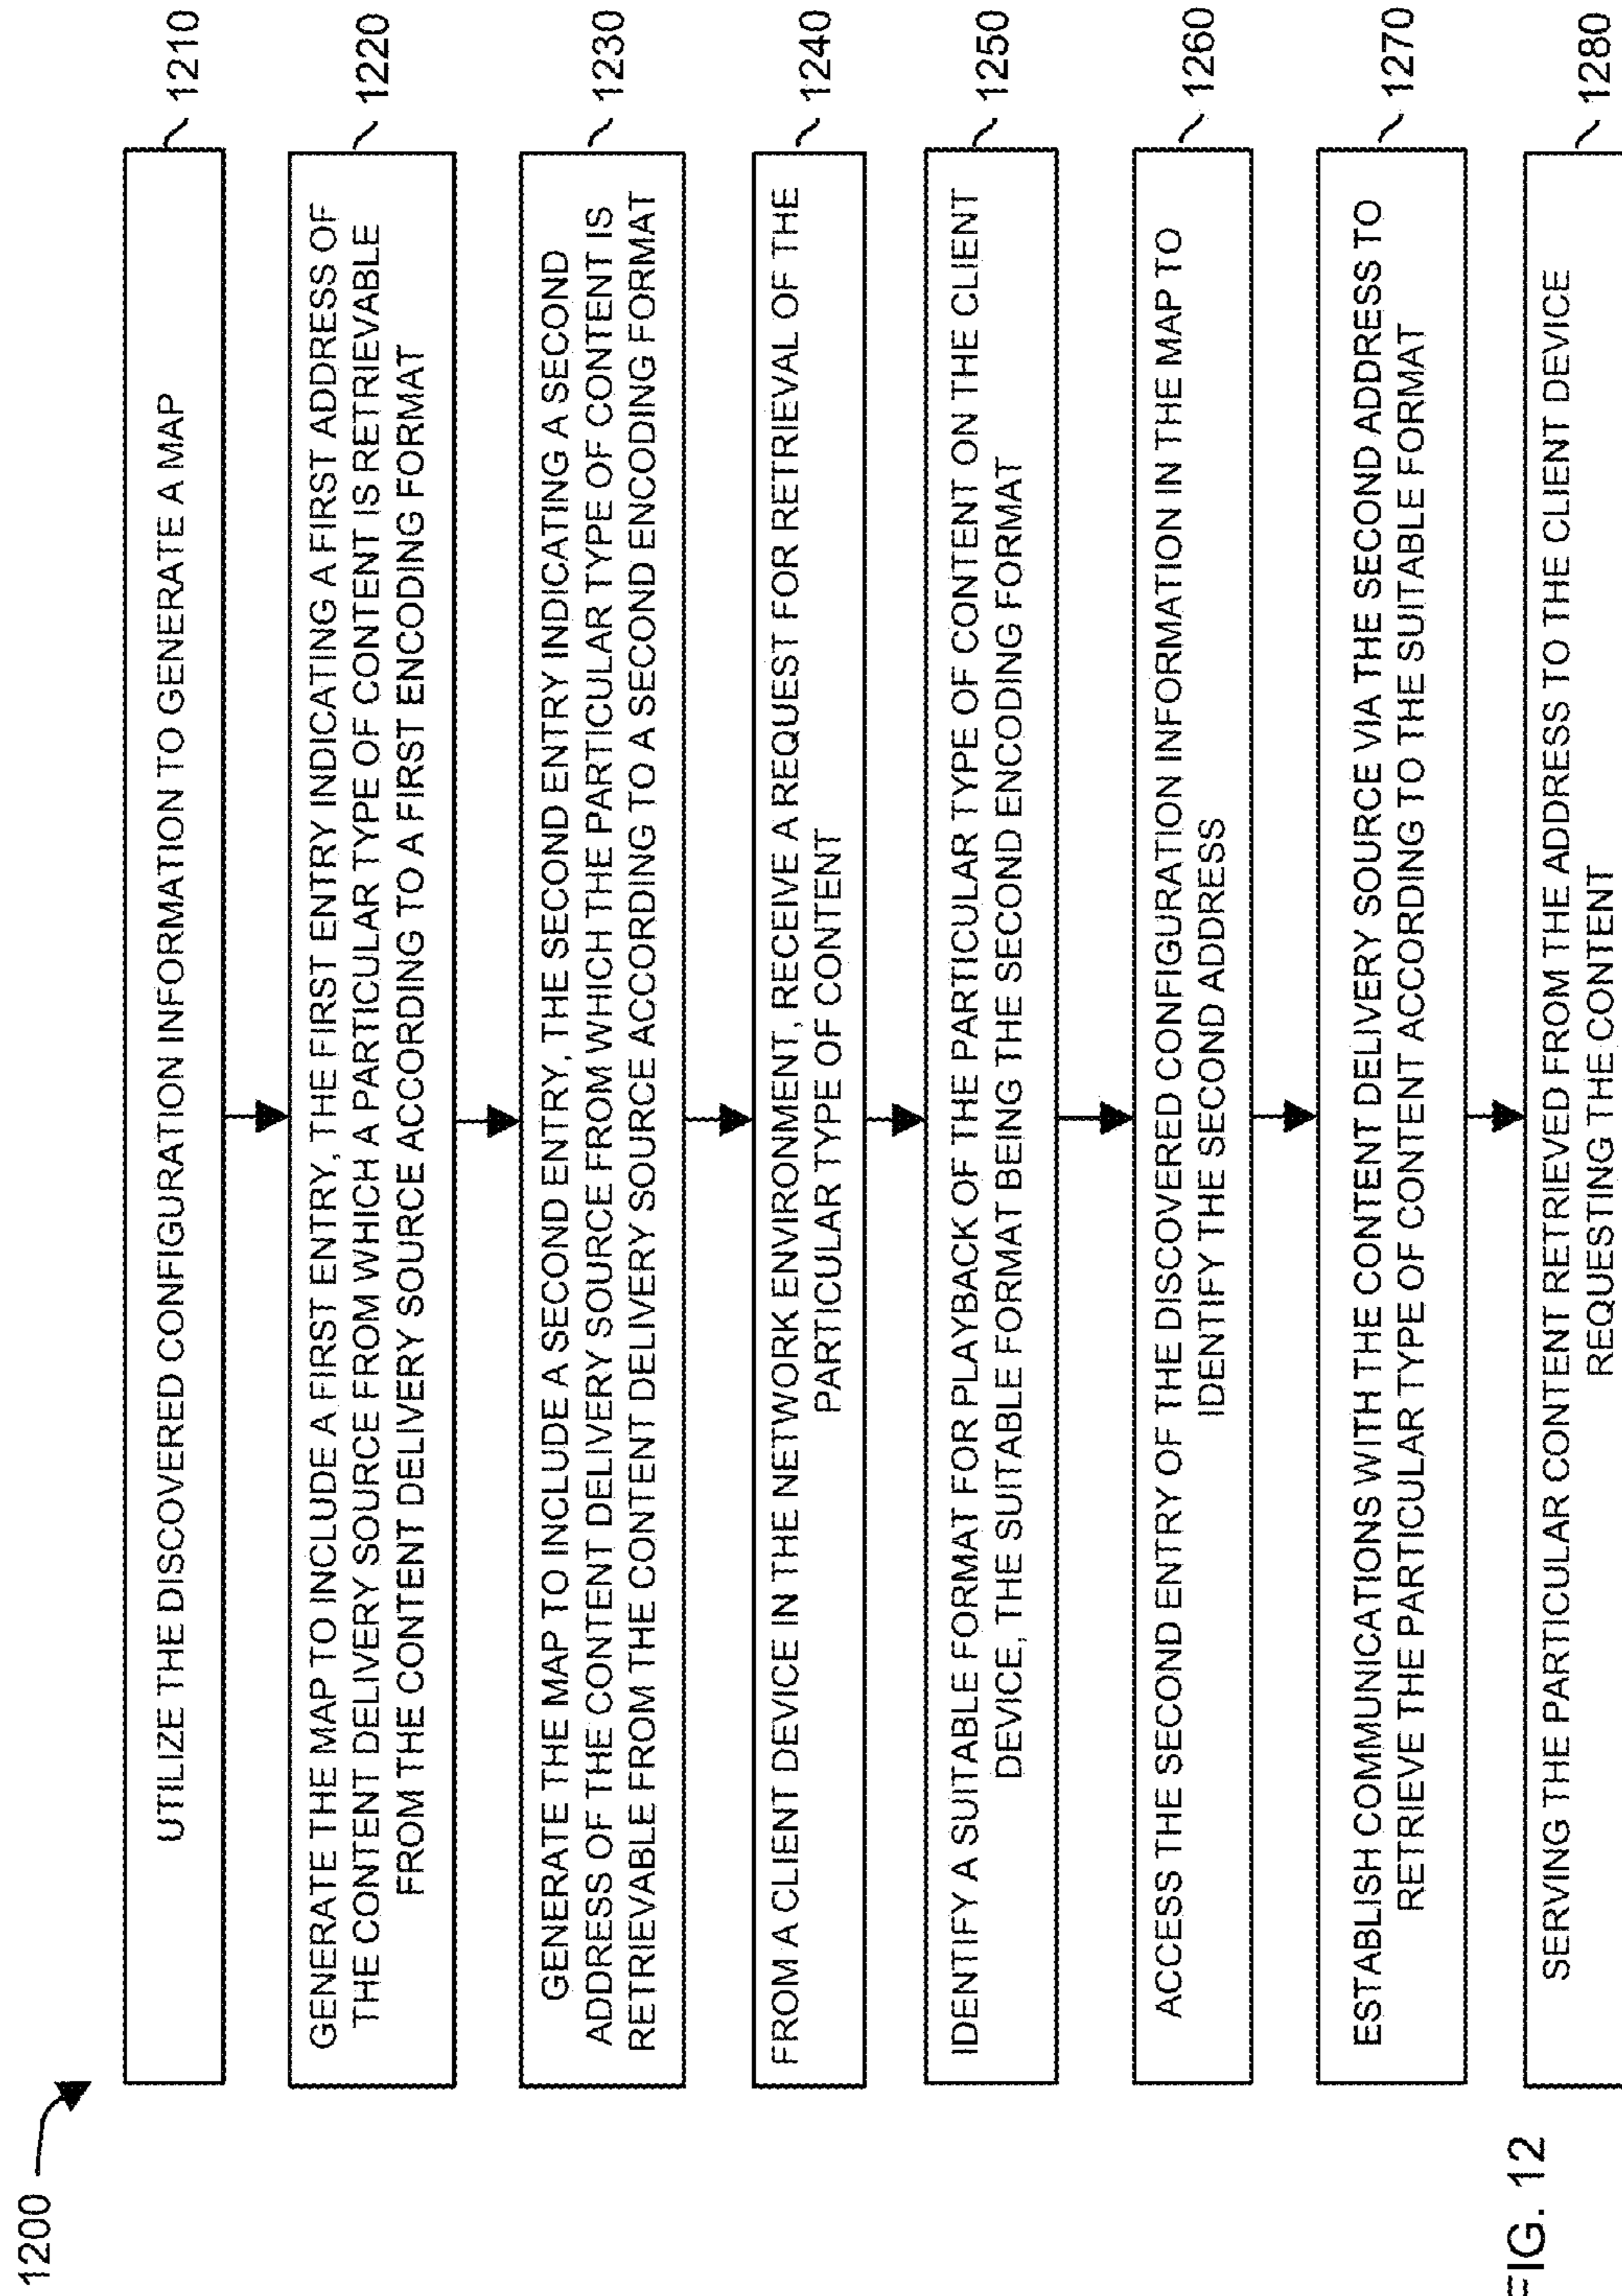 1200
UTILIZE THE DISCOVERED CONFIGURATION INFORMATION TO GENERATE A MAP
1210
GENERATE THE MAP TO INCLUDE A FIRST ENTRY, THE FIRST ENTRY INDICATING A FIRST ADDRESS OF
THE CONTENT DELIVERY SOURCE FROM WHICH A PARTICULAR TYPE OF CONTENT IS RETRIEVABLE
FROM THE CONTENT DELIVERY SOURCE ACCORDING TO A FIRST ENCODING FORMAT
1220
GENERATE THE MAP TO INCLUDE A SECOND ENTRY, THE SECOND ENTRY INDICATING A SECOND
ADDRESS OF THE CONTENT DELIVERY SOURCE FROM WHICH THE PARTICULAR TYPE OF CONTENT IS
RETRIEVABLE FROM THE CONTENT DELIVERY SOURCE ACCORDING TO A SECOND ENCODING FORMAT
1230
FROM A CLIENT DEVICE IN THE NETWORK ENVIRONMENT, RECEIVE A REQUEST FOR RETRIEVAL OF THE
PARTICULAR TYPE OF CONTENT
1240
IDENTIFY A SUITABLE FORMAT FOR PLAYBACK OF THE PARTICULAR TYPE OF CONTENT ON THE CLIENT
DEVICE, THE SUITABLE FORMAT BEING THE SECOND ENCODING FORMAT
1250
ACCESS THE SECOND ENTRY OF THE DISCOVERED CONFIGURATION INFORMATION IN THE MAP TO
IDENTIFY THE SECOND ADDRESS
1260
ESTABLISH COMMUNICATIONS WITH THE CONTENT DELIVERY SOURCE VIA THE SECOND ADDRESS TO
RETRIEVE THE PARTICULAR TYPE OF CONTENT ACCORDING TO THE SUITABLE FORMAT
1270
SERVING THE PARTICULAR CONTENT RETRIEVED FROM THE ADDRESS TO THE CLIENT DEVICE
REQUESTING THE CONTENT
1280
FIG. 12